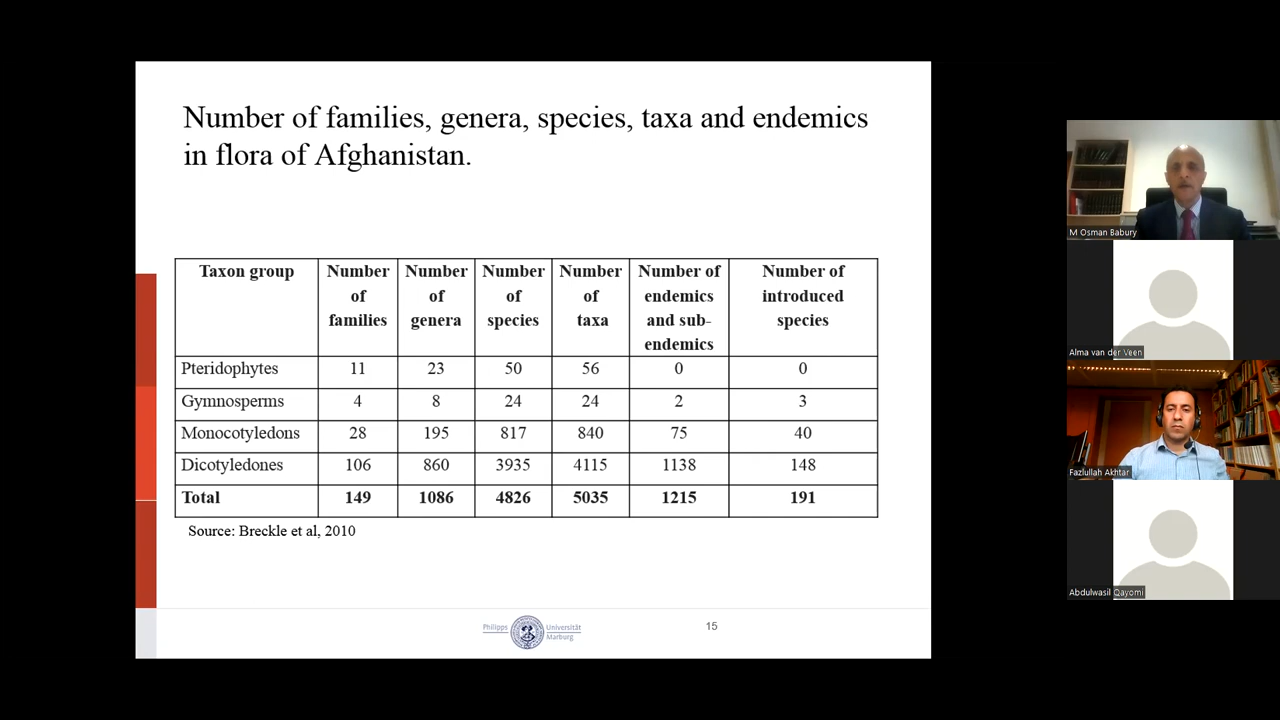 Number of families, genera, species, taxa and endemics
in flora of Afghanistan.
Taxon group Number of families Number of genera Number of species Number of taxa Number of endemics and sub-endemics Number of introduced species
Pteridophytes 11 23 50 56 0 0
Gymnosperms 4 8 24 24 2 3
Monocotyledons 28 195 817 840 75 40
Dicotyledones 106 860 3935 4115 1138 148
Total 149 1086 4826 5035 1215 191
Source: Breckle et al, 2010
Philipps Universität
Marburg
15
M Osman Babury
Alma van der Veen
Fazlullah Akhtar
Abdulwasil Qayomi